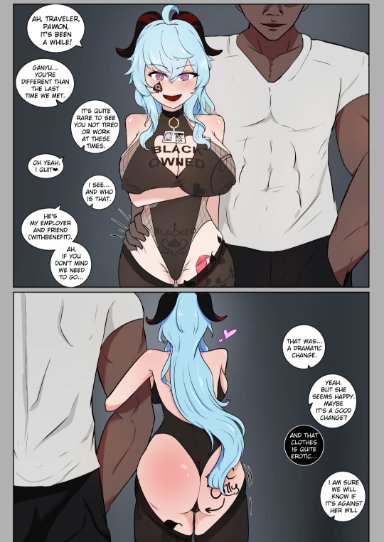 AH, TRAVELER,
PAIMON,
IT'S BEEN
A WHILE!
GANYU...
YOU'RE
DIFFERENT THAN
THE LAST
TIME WE MET.
IT'S QUITE
RARE TO SEE
YOU NOT TIRED
OR WORK
AT THESE
TIMES.
OH YEAH.
I QUIT♥
I SEE...
AND WHO
IS THAT.
HE'S
MY EMPLOYER
AND FRIEND
(WITHBENEFIT).
AH,
IF YOU
DON'T MIND
WE NEED
TO GO...
BLACK
OWNED
THAT WAS...
A DRAMATIC
CHANGE.
YEAH.
BUT SHE
SEEMS HAPPY.
MAYBE
IT'S A GOOD
CHANGE?
AND THAT
CLOTHES
IS QUITE
EROTIC...
I AM SURE
WE WILL
KNOW IF
IT'S AGAINST
HER WILL